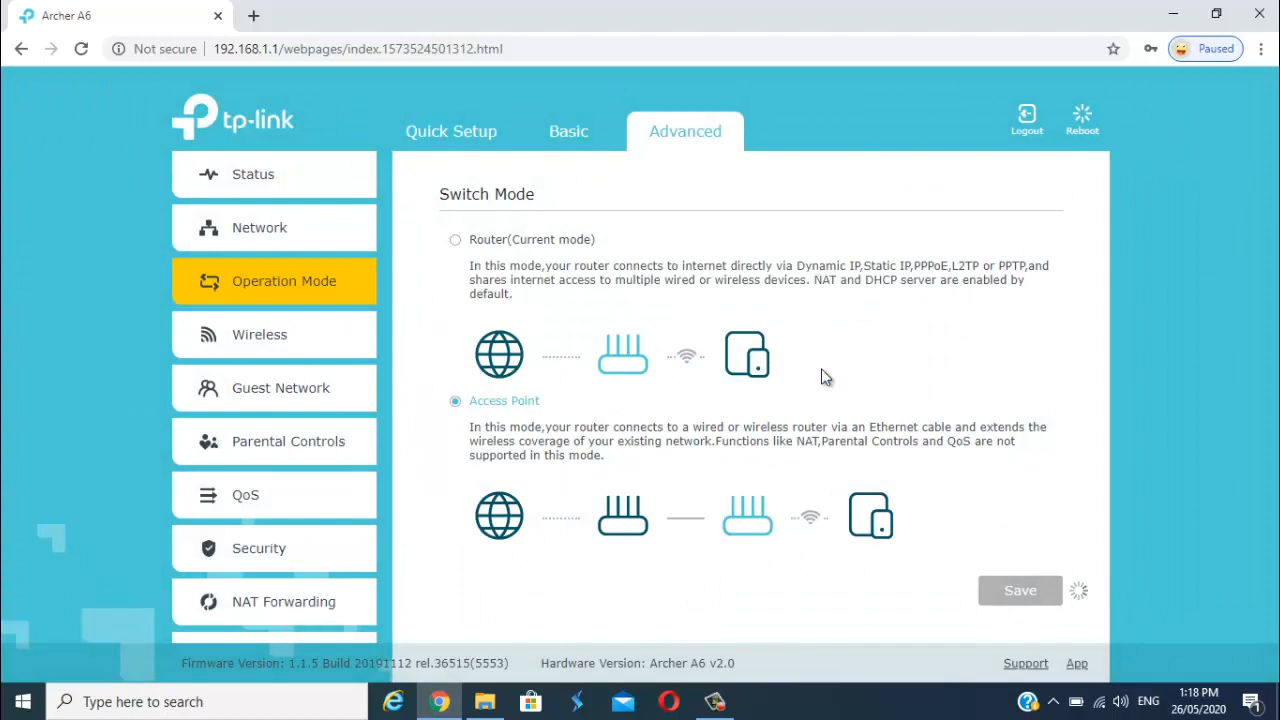 Archer A6
Not secure
192.168.1.1/webpages/index.1573524501312.html
Paused
tp-link
Quick Setup
Basic
Advanced
Logout
Reboot
Status
Network
Operation Mode
Wireless
Guest Network
Parental Controls
QoS
Security
NAT Forwarding
Switch Mode
Router(Current mode)
In this mode,your router connects to internet directly via Dynamic IP,Static IP,PPPoE,L2TP or PPTP,and
shares internet access to multiple wired or wireless devices. NAT and DHCP server are enabled by
default.
Access Point
In this mode,your router connects to a wired or wireless router via an Ethernet cable and extends the
wireless coverage of your existing network.Functions like NAT,Parental Controls and QoS are not
supported in this mode.
Save
Firmware Version: 1.1.5 Build 20191112 rel.36515(5553)
Hardware Version: Archer A6 v2.0
Support
App
Type here to search
ENG
1:18 PM
26/05/2020
1